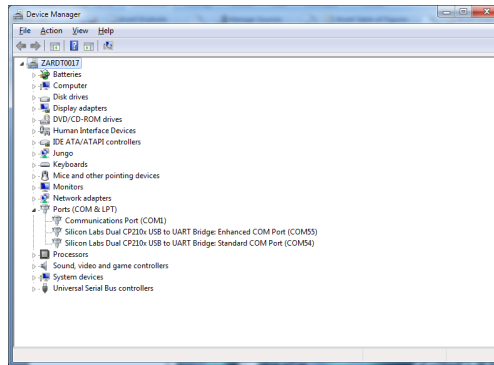 Device Manager
File Action View Help
ZARDT0017
Batteries
Computer
Disk drives
Display adapters
DVD/CD-ROM drives
Human Interface Devices
IDE ATA/ATAPI controllers
Jungo
Keyboards
Mice and other pointing devices
Monitors
Network adapters
Ports (COM & LPT)
Communications Port (COM1)
Silicon Labs Dual CP210x USB to UART Bridge: Enhanced COM Port (COM55)
Silicon Labs Dual CP210x USB to UART Bridge: Standard COM Port (COM54)
Processors
Sound, video and game controllers
System devices
Universal Serial Bus controllers